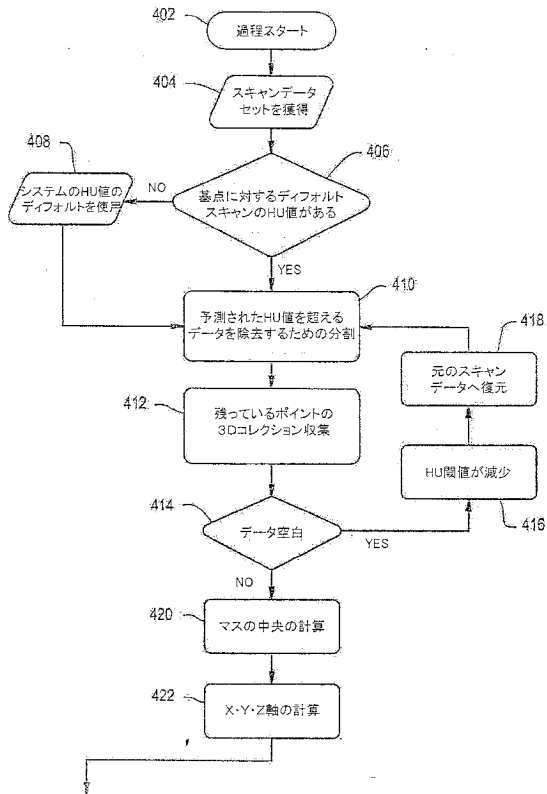 402
過程スタート
404
スキャンデータ
セットを獲得
406
408
システムのHU値の
ディフォルトを使用
NO
基点に対するディフォルト
スキャンのHU値がある
YES
410
予測されたHU値を超える
データを除去するための分割
418
元のスキャン
データへ復元
412
残っているポイントの
3Dコレクション収集
HU閾値が減少
416
414
データ空白
YES
NO
420
マスの中央の計算
422
X・Y・Z軸の計算